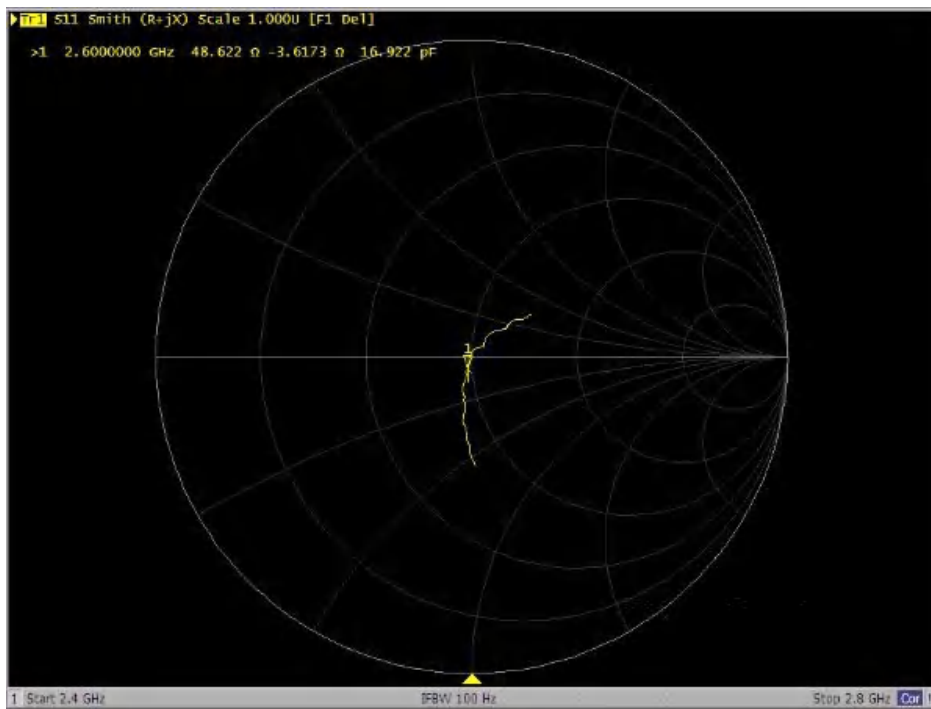 Tr1 S11 Smith (R+jX) Scale 1.000U [F1 Del]
>1 2.6000000 GHz 48.622 Ω -3.6173 Ω 16.922 pF
1
1 Start 2.4 GHz IFBW 100 Hz Stop 2.8 GHz Cor